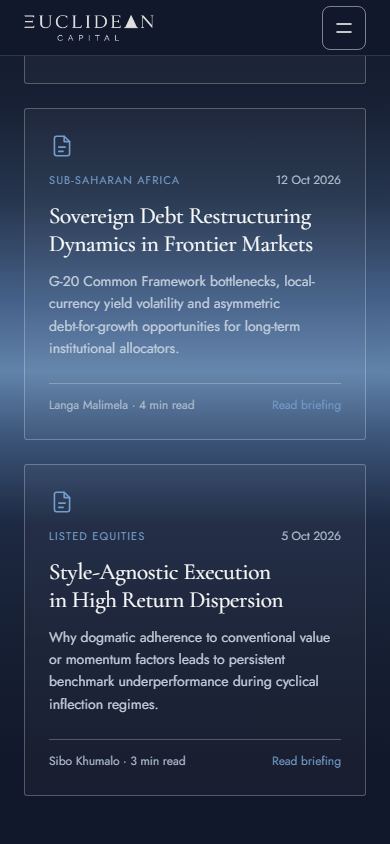 EUCLIDEAN
CAPITAL
SUB-SAHARAN AFRICA
12 Oct 2026
Sovereign Debt Restructuring
Dynamics in Frontier Markets
G-20 Common Framework bottlenecks, local-
currency yield volatility and asymmetric
debt-for-growth opportunities for long-term
institutional allocators.
Langa Malimela · 4 min read
Read briefing
LISTED EQUITIES
5 Oct 2026
Style-Agnostic Execution
in High Return Dispersion
Why dogmatic adherence to conventional value
or momentum factors leads to persistent
benchmark underperformance during cyclical
inflection regimes.
Sibo Khumalo · 3 min read
Read briefing